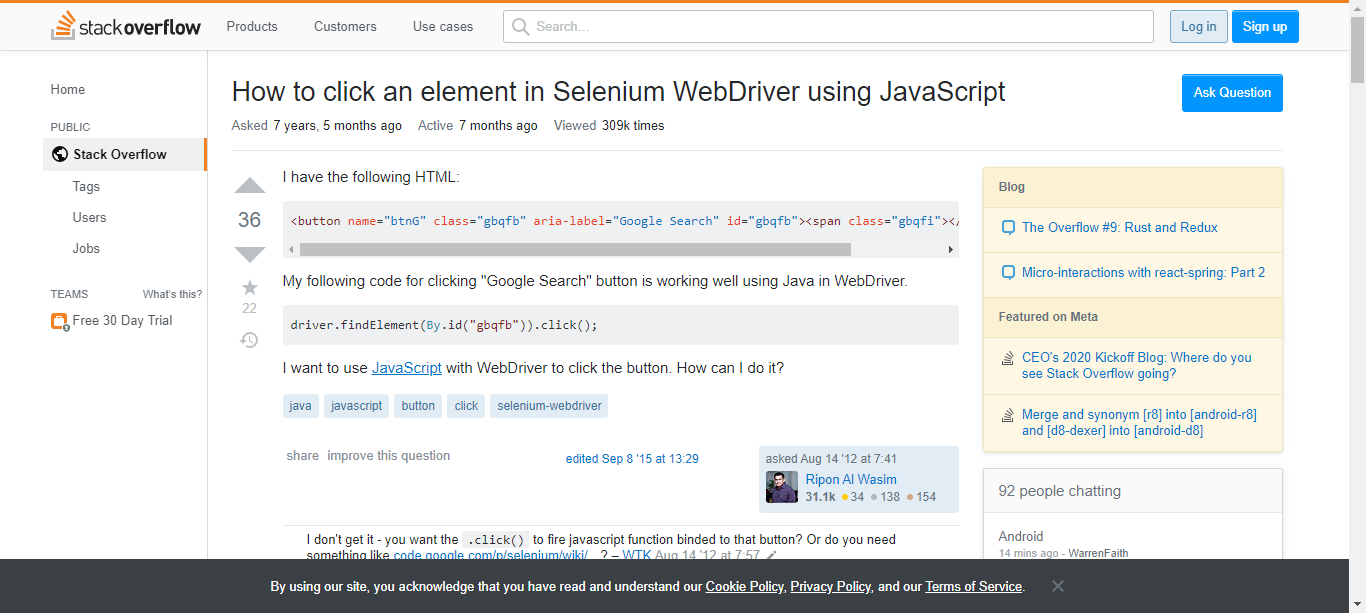 stackoverflow
Products
Customers
Use cases
Search…
Log in
Sign up
Home
PUBLIC
Stack Overflow
Tags
Users
Jobs
TEAMS What's this?
Free 30 Day Trial
How to click an element in Selenium WebDriver using JavaScript
Ask Question
Asked 7 years, 5 months ago Active 7 months ago Viewed 309k times
36
22
I have the following HTML:
<button name="btnG" class="gbqfb" aria-label="Google Search" id="gbqfb"><span class="gbqfi"></
My following code for clicking "Google Search" button is working well using Java in WebDriver.
driver.findElement(By.id("gbqfb")).click();
I want to use JavaScript with WebDriver to click the button. How can I do it?
java javascript button click selenium-webdriver
share improve this question
edited Sep 8 '15 at 13:29
asked Aug 14 '12 at 7:41
Ripon Al Wasim
31.1k 34 138 154
I don't get it - you want the .click() to fire javascript function binded to that button? Or do you need
something like code.google.com/p/selenium/wiki/… ? – WTK Aug 14 '12 at 7:57
Blog
The Overflow #9: Rust and Redux
Micro-interactions with react-spring: Part 2
Featured on Meta
CEO's 2020 Kickoff Blog: Where do you
see Stack Overflow going?
Merge and synonym [r8] into [android-r8]
and [d8-dexer] into [android-d8]
92 people chatting
Android
14 mins ago - WarrenFaith
By using our site, you acknowledge that you have read and understand our Cookie Policy, Privacy Policy, and our Terms of Service.